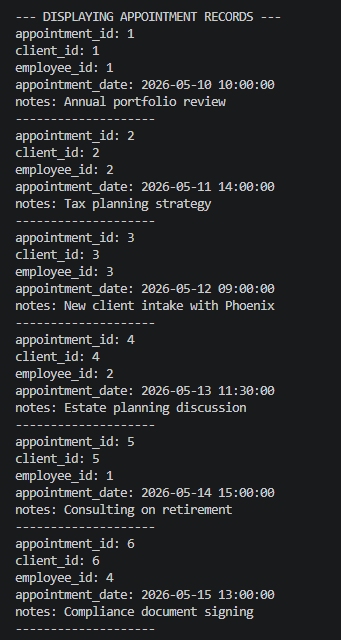 --- DISPLAYING APPOINTMENT RECORDS ---
appointment_id: 1
client_id: 1
employee_id: 1
appointment_date: 2026-05-10 10:00:00
notes: Annual portfolio review
--------------------
appointment_id: 2
client_id: 2
employee_id: 2
appointment_date: 2026-05-11 14:00:00
notes: Tax planning strategy
--------------------
appointment_id: 3
client_id: 3
employee_id: 3
appointment_date: 2026-05-12 09:00:00
notes: New client intake with Phoenix
--------------------
appointment_id: 4
client_id: 4
employee_id: 2
appointment_date: 2026-05-13 11:30:00
notes: Estate planning discussion
--------------------
appointment_id: 5
client_id: 5
employee_id: 1
appointment_date: 2026-05-14 15:00:00
notes: Consulting on retirement
--------------------
appointment_id: 6
client_id: 6
employee_id: 4
appointment_date: 2026-05-15 13:00:00
notes: Compliance document signing
--------------------